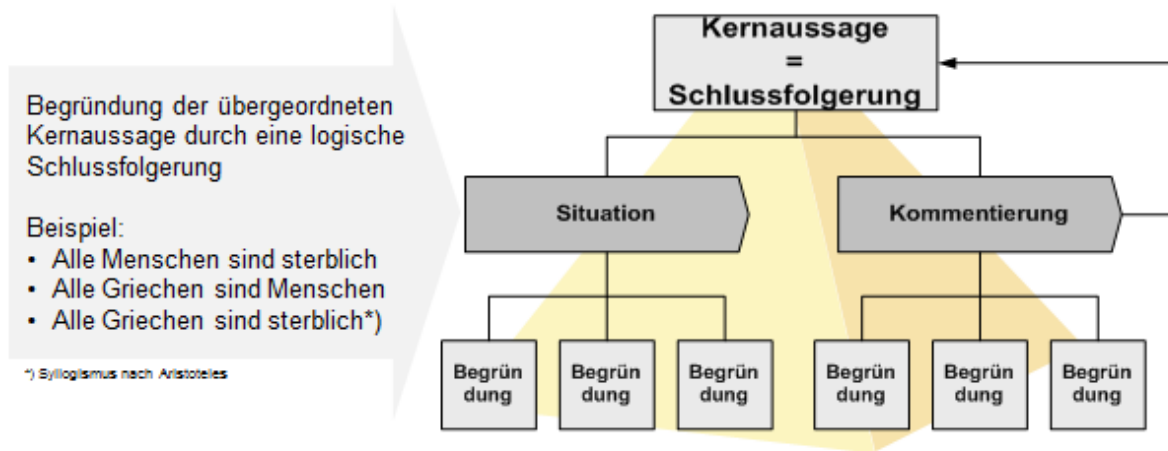 Begründung der übergeordneten
Kernaussage durch eine logische
Schlussfolgerung
Beispiel:
• Alle Menschen sind sterblich
• Alle Griechen sind Menschen
• Alle Griechen sind sterblich*)
*) Syllogismus nach Aristoteles
Kernaussage
=
Schlussfolgerung
Situation
Kommentierung
Begrün
dung
Begrün
dung
Begrün
dung
Begrün
dung
Begrün
dung
Begrün
dung